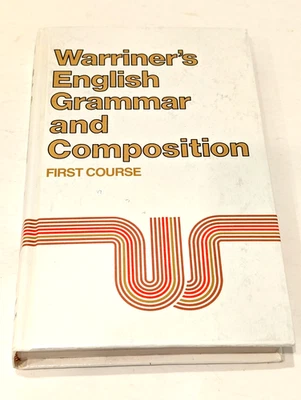 Warriner's
English
Grammar
and
Composition
FIRST COURSE